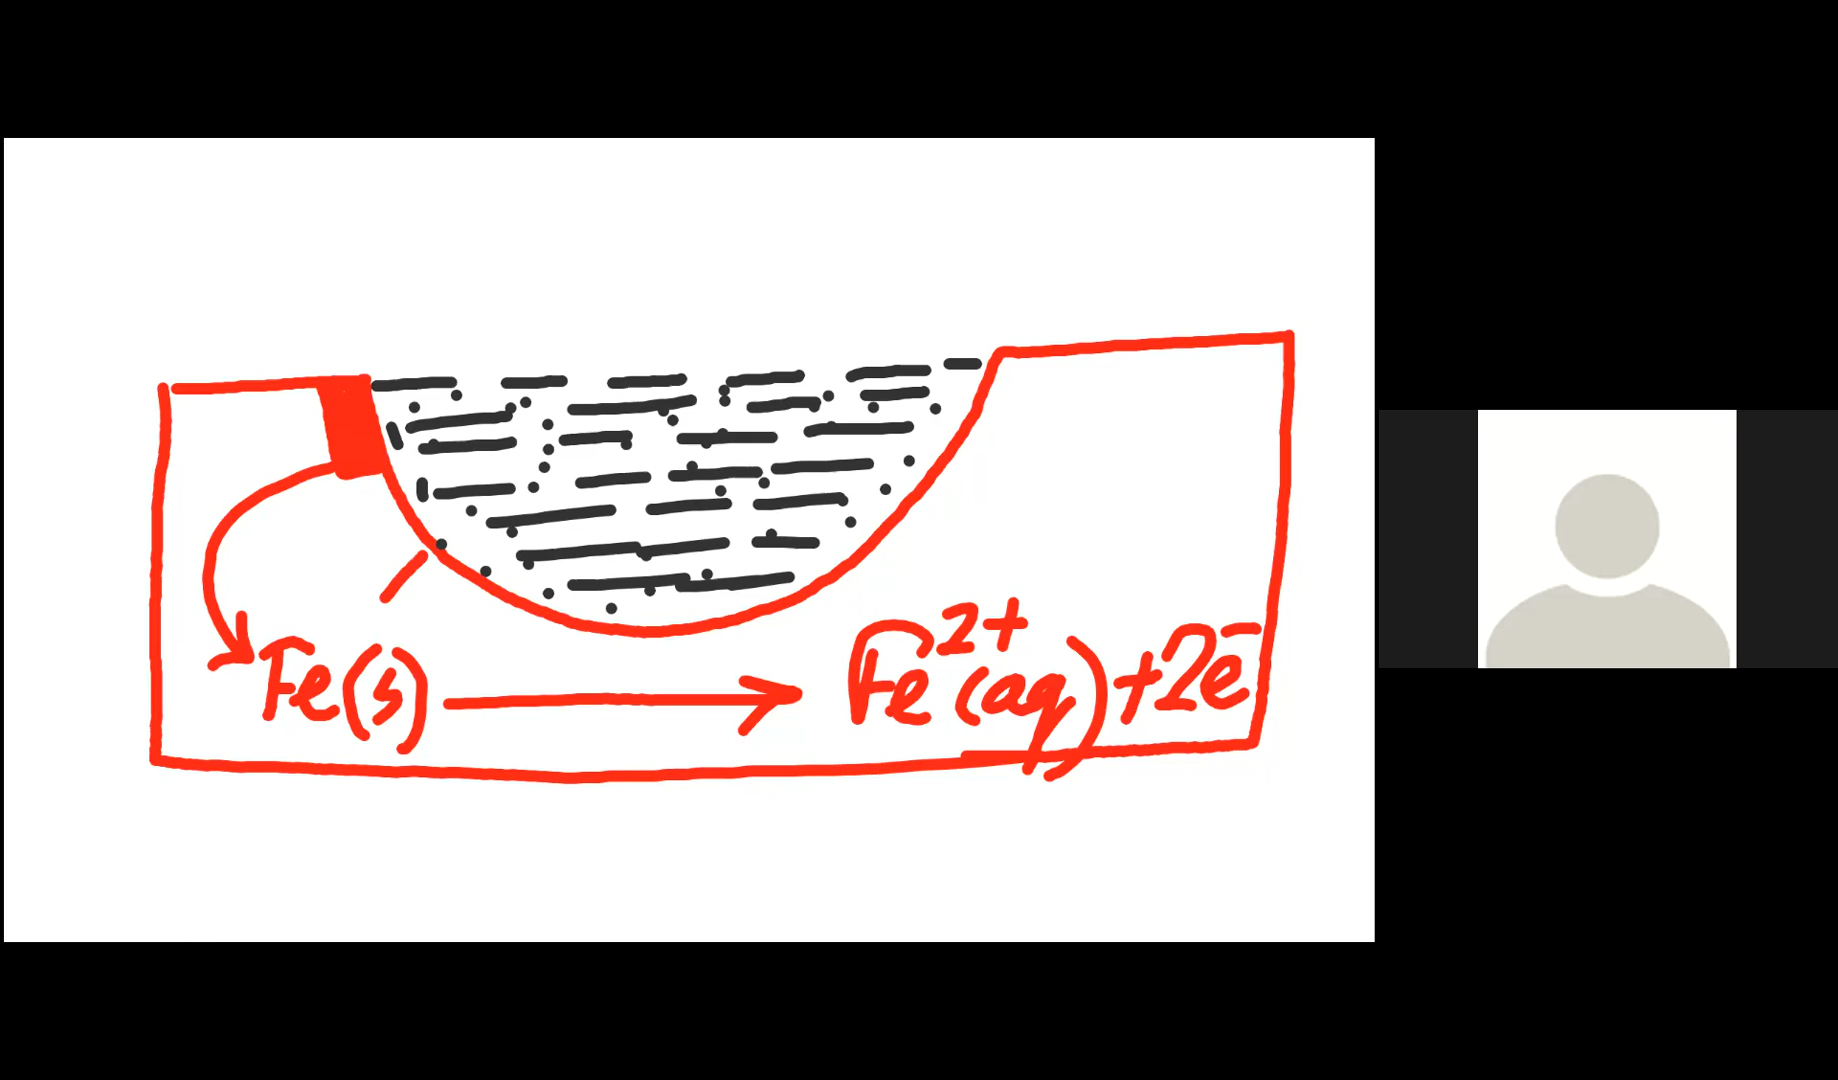 Fe(s) ⟶ Fe²⁺(aq) + 2e⁻